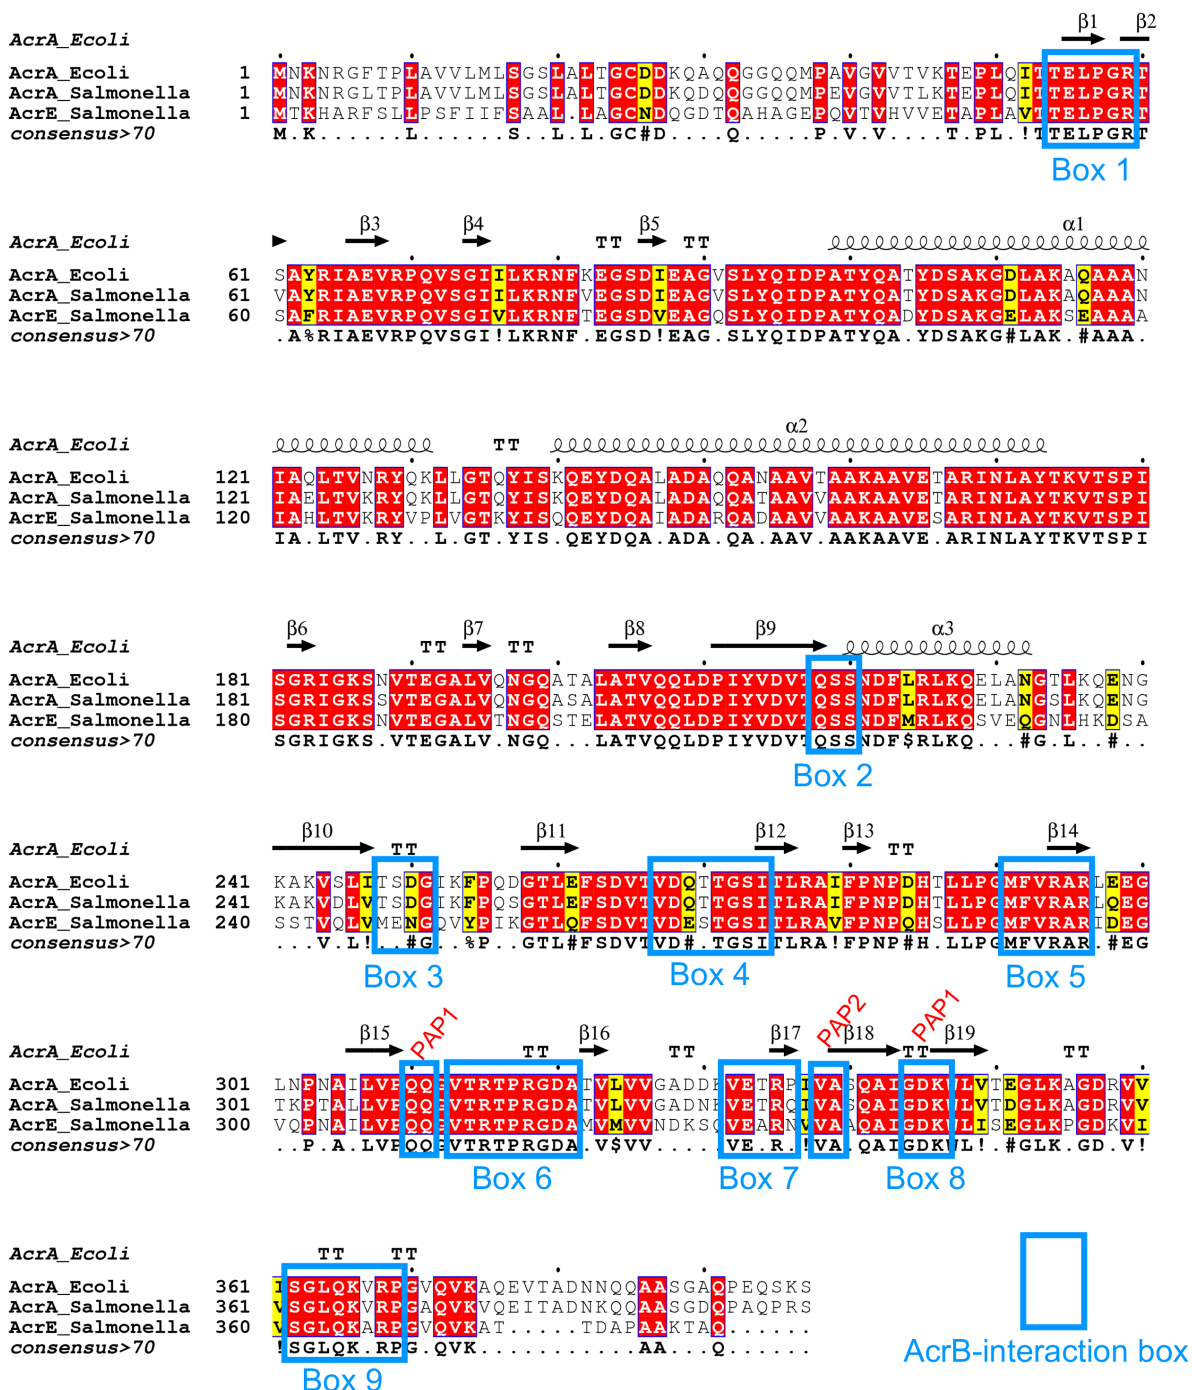 AcrA_Ecoli β1 β2
AcrA_Ecoli 1 MNKNRGFTPLAVVLMLSGSLALTGCDDKQAQQGGQQMPAVGVVTVKTEPLQITTELPGRT
AcrA_Salmonella 1 MNKNRGLTPLAVVLMLSGSLALTGCDDKQDQQGGQQMPEVGVVTLKTEPLQITTELPGRT
AcrE_Salmonella 1 MTKHARFSLLPSFIIFSAAL.LAGCNDQGDTQAHAGEPQVTVHVVETAPLAVTTELPGRT
consensus>70 M.K......L......S..L.L.GC#D....Q.....P.V.V....T.PL.!TTELPGRT
Box 1
AcrA_Ecoli β3 β4 TT β5 TT α1
AcrA_Ecoli 61 SAYRIAEVRPQVSGIILKRNFKEGSDIEAGVSLYQIDPATYQATYDSAKGDLAKAQAAAN
AcrA_Salmonella 61 VAYRIAEVRPQVSGIILKRNFVEGSDIEAGVSLYQIDPATYQATYDSAKGDLAKAQAAAN
AcrE_Salmonella 60 SAFRIAEVRPQVSGIVLKRNFTEGSDVEAGQSLYQIDPATYQADYDSAKGELAKSEAAAA
consensus>70 .A%RIAEVRPQVSGI!LKRNF.EGSD!EAG.SLYQIDPATYQA.YDSAKG#LAK.#AAA.
AcrA_Ecoli TT α2
AcrA_Ecoli 121 IAQLTVNRYQKLLGTQYISKQEYDQALADAQQANAAVTAAKAAVETARINLAYTKVTSPI
AcrA_Salmonella 121 IAELTVKRYQKLLGTQYISKQEYDQALADAQQATAAVVAAKAAVETARINLAYTKVTSPI
AcrE_Salmonella 120 IAHLTVKRYVPLVGTKYISQQEYDQAIADARQADAAVVAAKAAVESARINLAYTKVTSPI
consensus>70 IA.LTV.RY..L.GT.YIS.QEYDQA.ADA.QA.AAV.AAKAAVE.ARINLAYTKVTSPI
AcrA_Ecoli β6 TT β7 TT β8 β9 α3
AcrA_Ecoli 181 SGRIGKSNVTEGALVQNGQATALATVQQLDPIYVDVTQSSNDFLRLKQELANGTLKQENG
AcrA_Salmonella 181 SGRIGKSNVTEGALVQNGQASALATVQQLDPIYVDVTQSSNDFLRLKQELANGSLKQENG
AcrE_Salmonella 180 SGRIGKSNVTEGALVTNGQSTELATVQQLDPIYVDVTQSSNDFMRLKQSVEQGNLHKDSA
consensus>70 SGRIGKS.VTEGALV.NGQ...LATVQQLDPIYVDVTQSSNDF$RLKQ...#G.L..#..
Box 2
AcrA_Ecoli β10 TT β11 β12 β13 TT β14
AcrA_Ecoli 241 KAKVSLITSDGIKFPQDGTLEFSDVTVDQTTGSITLRAIFPNPDHTLLPGMFVRARLEEG
AcrA_Salmonella 241 KAKVDLVTSDGIKFPQSGTLEFSDVTVDQTTGSITLRAIFPNPDHTLLPGMFVRARLQEG
AcrE_Salmonella 240 SSTVQLVMENGQVYPIKGTLQFSDVTVDESTGSITLRAVFPNPQHSLLPGMFVRARIDEG
consensus>70 ...V.L!..#G..%P..GTL#FSDVTVD#.TGSITLRA!FPNP#H.LLPGMFVRAR.#EG
Box 3 Box 4 Box 5
PAP1 PAP2 PAP1
AcrA_Ecoli β15 TT β16 TT β17 β18 TT β19 TT
AcrA_Ecoli 301 LNPNAILVPQQGVTRTPRGDATVLVVGADDKVETRPIVASQAIGDKWLVTEGLKAGDRVV
AcrA_Salmonella 301 TKPTALLVPQQGVTRTPRGDATVLVVGADNKVETRQIVASQAIGDKWLVTDGLKAGDRVV
AcrE_Salmonella 300 VQPNALLVPQQGVTRTPRGDATVMVVNDKSQVEARNVVAAQAIGDKWLISEGLKPGDKVI
consensus>70 ..P.A.LVPQQGVTRTPRGDA.V$VV....VE.R.!VA.QAIGDKWL!.#GLK.GD.V!
Box 6 Box 7 Box 8
AcrA_Ecoli TT TT
AcrA_Ecoli 361 ISGLQKVRPGVQVKAQEVTADNNQQAASGAQPEQSKS
AcrA_Salmonella 361 VSGLQKVRPGAQVKVQEITADNKQQAASGDQPAQPRS
AcrE_Salmonella 360 VSGLQKARPGVQVKAT.....TDAPAAKTAQ......
consensus>70 !SGLQK.RPG.QVK...........AA...Q......
Box 9
AcrB-interaction box